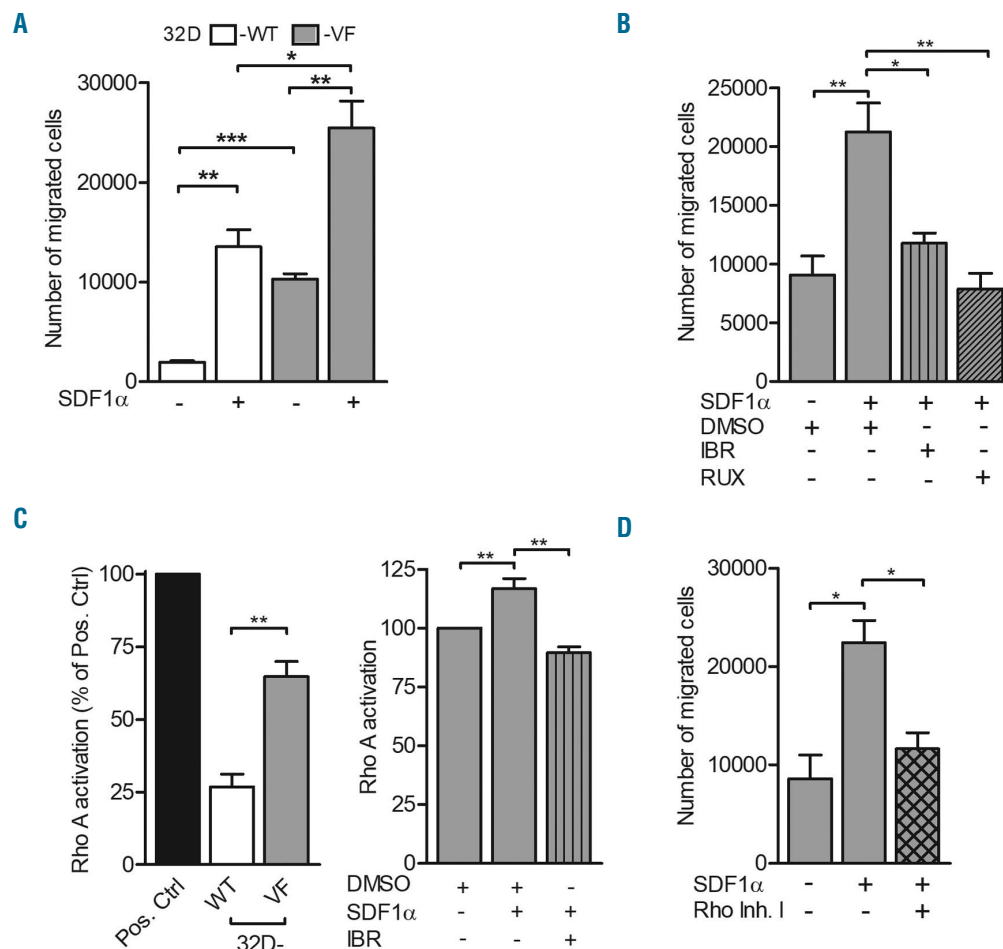 A
32D -WT -VF
Number of migrated cells
30000
20000
10000
0
*
**
***
**
SDF1α - + - +
B
Number of migrated cells
25000
20000
15000
10000
5000
0
**
*
**
SDF1α - + + +
DMSO + + - -
IBR - - + -
RUX - - - +
C
Rho A activation (% of Pos. Ctrl)
100
75
50
25
0
**
Pos. Ctrl WT VF
32D-
Rho A activation
125
100
75
50
25
0
** **
DMSO + + -
SDF1α - + +
IBR - - +
D
Number of migrated cells
30000
20000
10000
0
*
*
SDF1α - + +
Rho Inh. I - - +